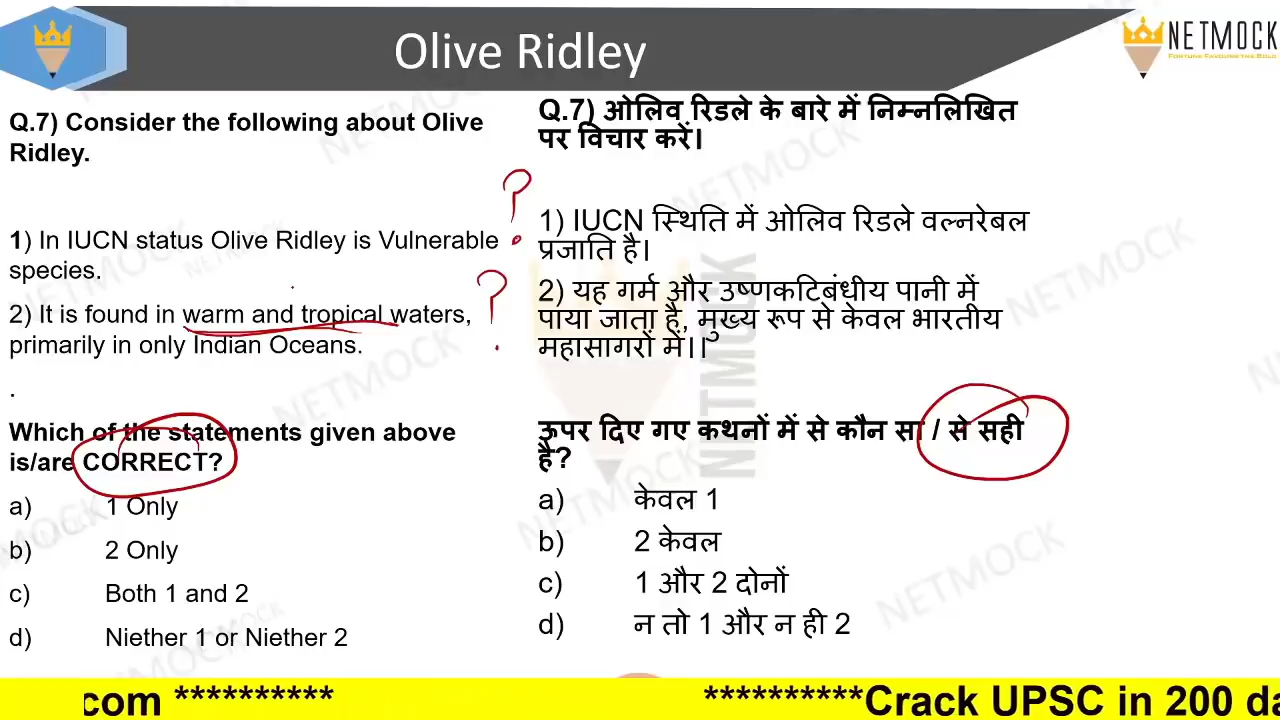 Olive Ridley
NETMOCK
FORTUNE FAVOURS THE BOLD
Q.7) Consider the following about Olive
Ridley.
1) In IUCN status Olive Ridley is Vulnerable
species.
2) It is found in warm and tropical waters,
primarily in only Indian Oceans.
.
Which of the statements given above
is/are CORRECT?
a) 1 Only
b) 2 Only
c) Both 1 and 2
d) Niether 1 or Niether 2
Q.7) ओलिव रिडले के बारे में निम्नलिखित
पर विचार करें।
1) IUCN स्थिति में ओलिव रिडले वल्नरेबल
प्रजाति है।
2) यह गर्म और उष्णकटिबंधीय पानी में
पाया जाता है, मुख्य रूप से केवल भारतीय
महासागरों में।।
ऊपर दिए गए कथनों में से कौन सा / से सही
है?
a) केवल 1
b) 2 केवल
c) 1 और 2 दोनों
d) न तो 1 और न ही 2
com ********** **********Crack UPSC in 200 da